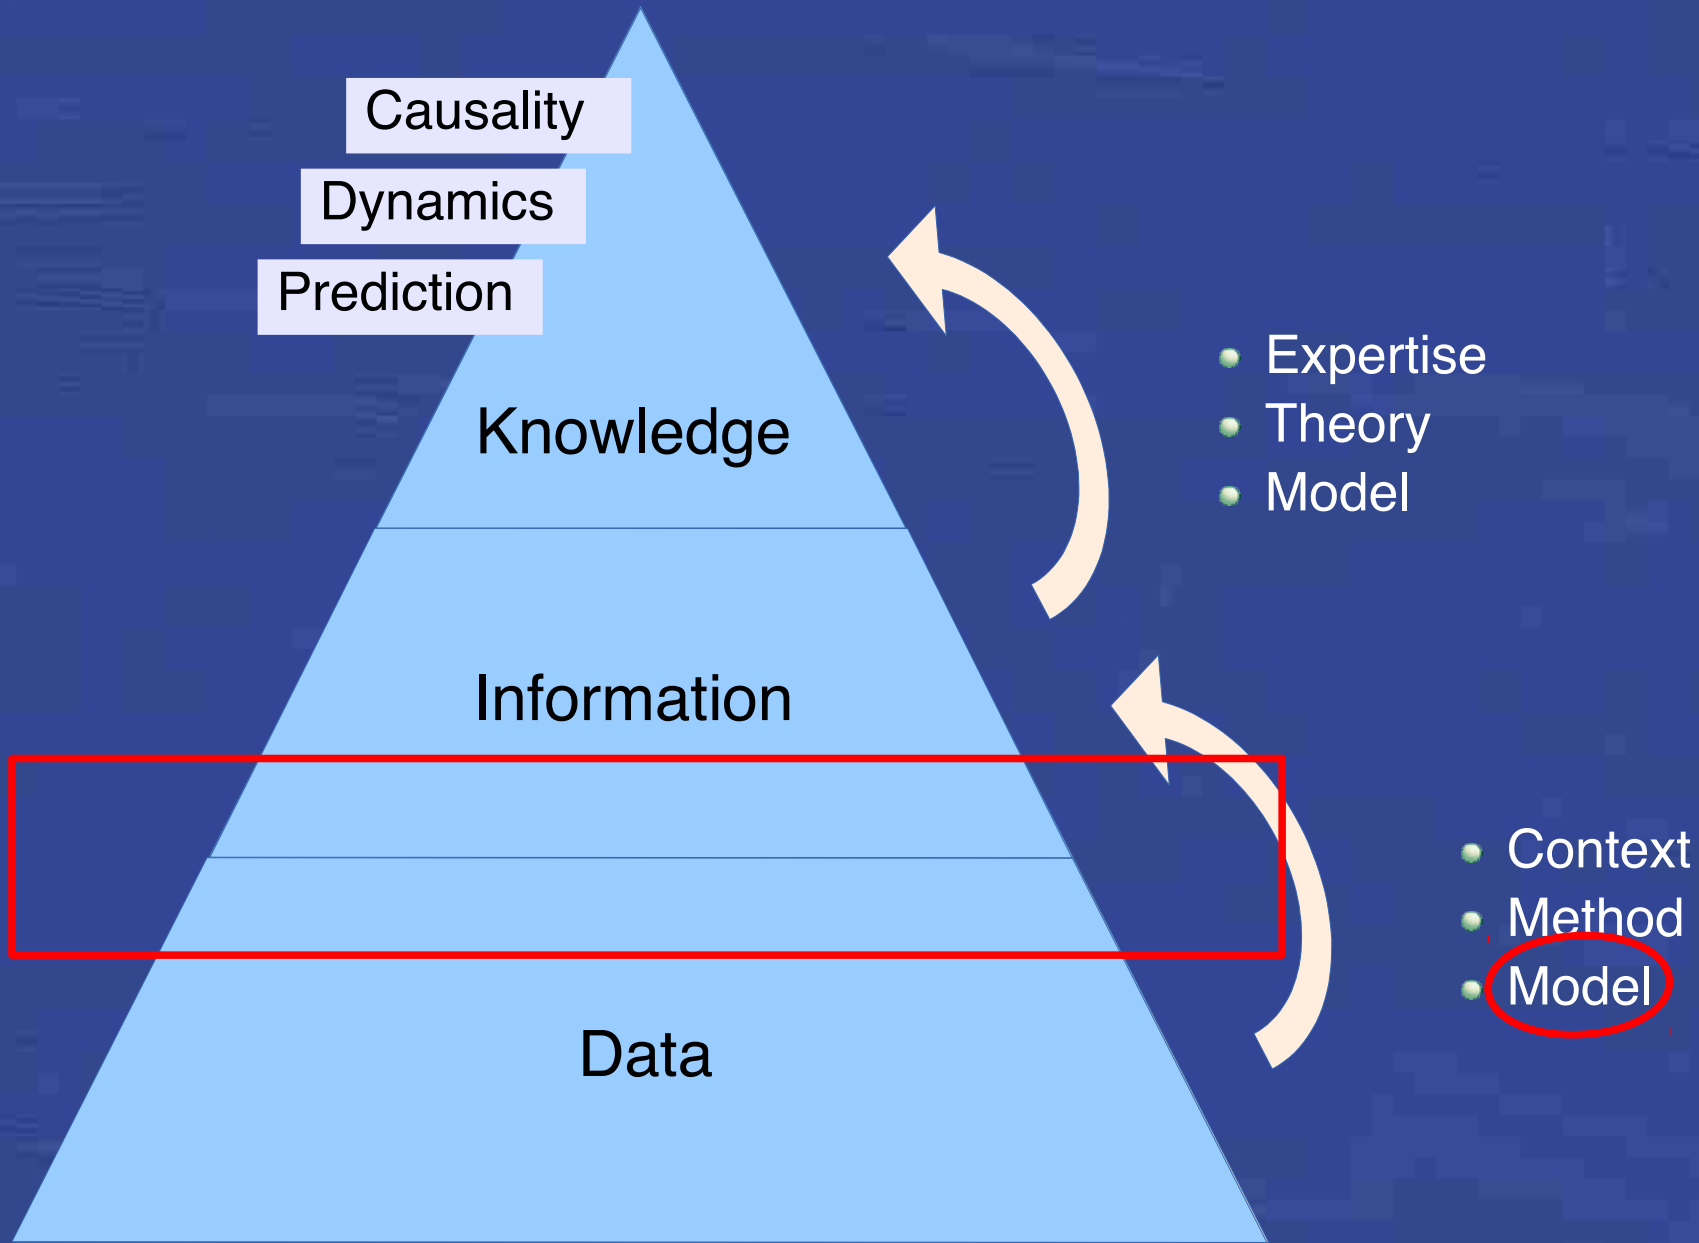 Causality
Dynamics
Prediction
Knowledge
Expertise
Theory
Model
Information
Context
Method
Model
Data